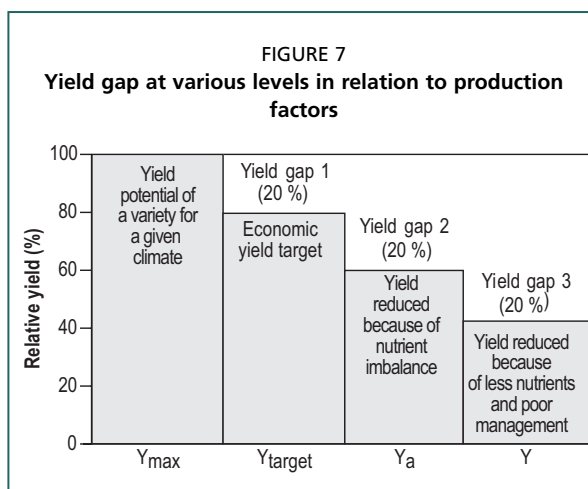 FIGURE 7
Yield gap at various levels in relation to production
factors
Relative yield (%)
100
80
60
40
20
0
Yield
potential of
a variety for
a given
climate
Yield gap 1
(20 %)
Economic
yield target
Yield gap 2
(20 %)
Yield
reduced
because of
nutrient
imbalance
Yield gap 3
(20 %)
Yield reduced
because
of less nutrients
and poor
management
Ymax
Ytarget
Ya
Y